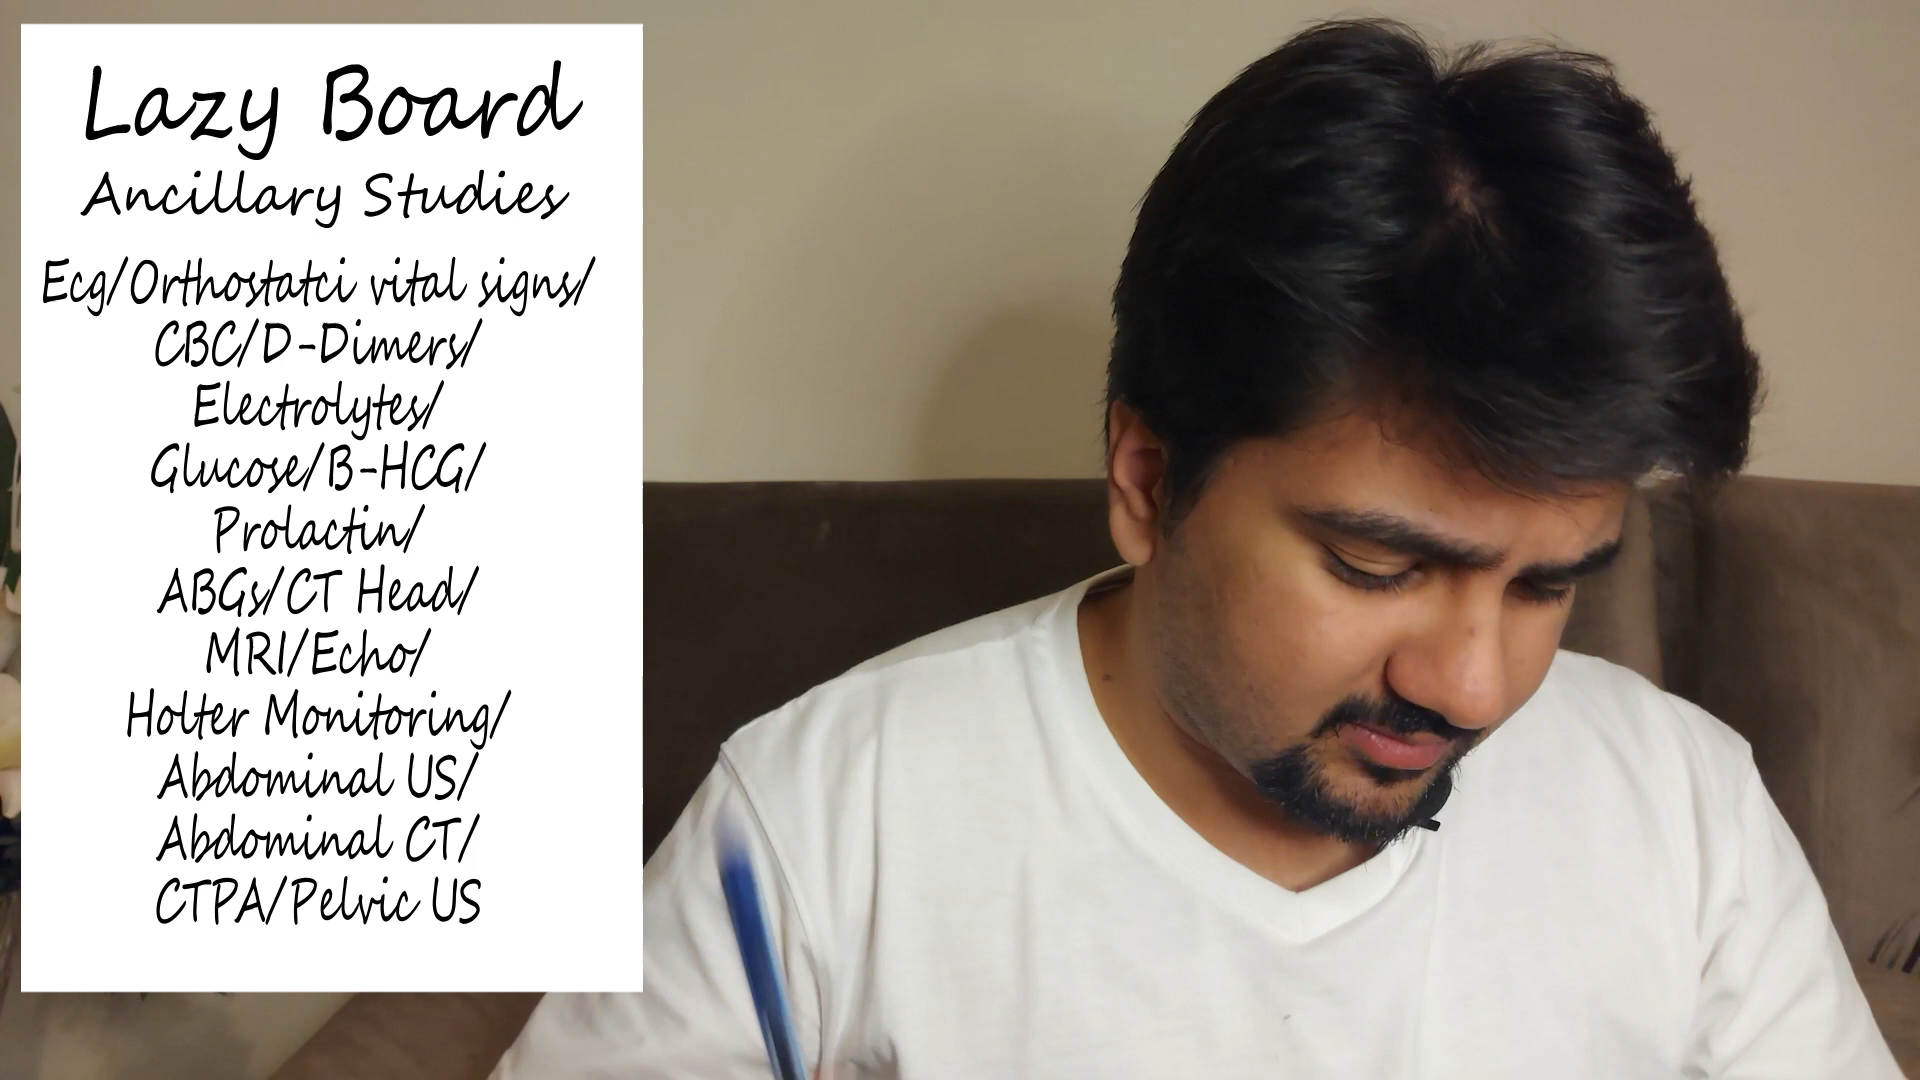 Lazy Board
Ancillary Studies
Ecg/Orthostatci vital signs/
CBC/D-Dimers/
Electrolytes/
Glucose/B-HCG/
Prolactin/
ABGs/CT Head/
MRI/Echo/
Holter Monitoring/
Abdominal US/
Abdominal CT/
CTPA/Pelvic US